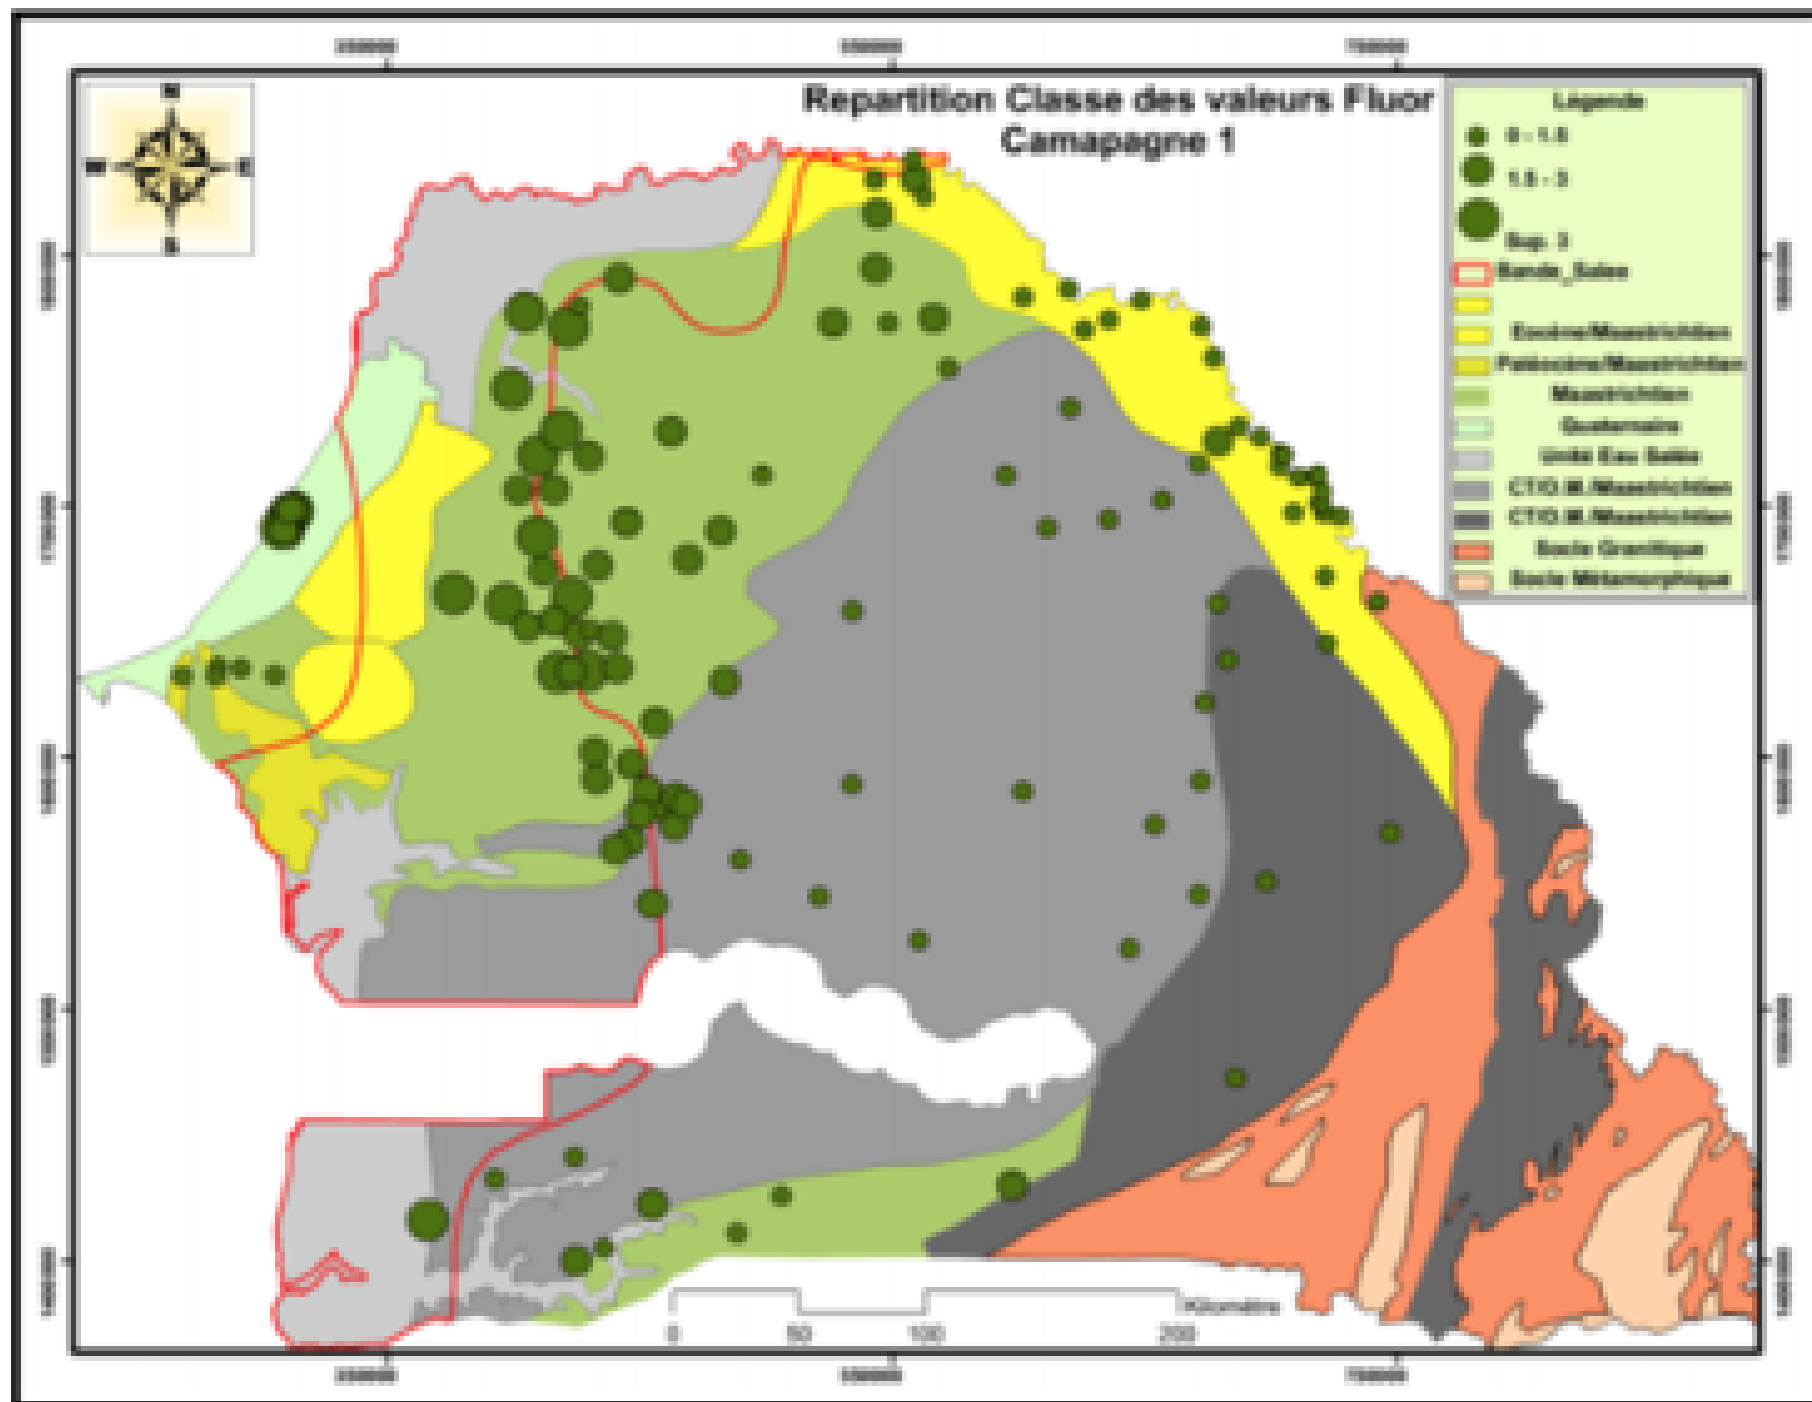 Repartition Classe des valeurs Fluor
Camapagne 1
N
W
E
S
Légende
0 - 1.5
1.5 - 3
Sup. 3
Bande_Salee
Eocène/Maastrichtien
Paléocène/Maastrichtien
Maastrichtien
Quaternaire
Unité Eau Salée
CT/O.M./Maastrichtien
CT/O.M./Maastrichtien
Socle Granitique
Socle Métamorphique
Kilomètre
0 50 100 200